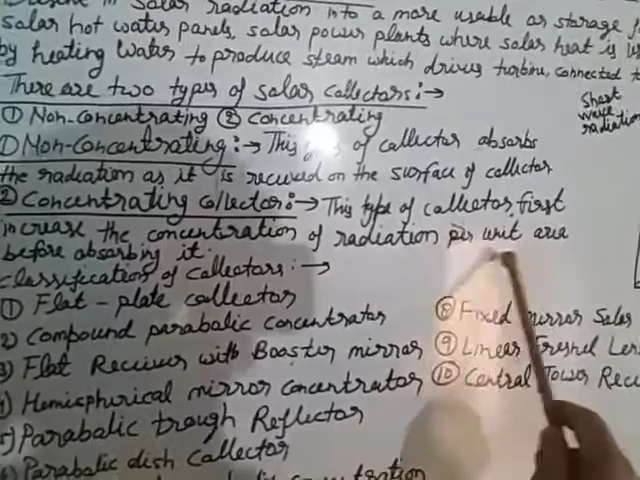 in Solar radiation into a more usable or storage
solar hot water panels, solar power plants where solar heat is
by heating water to produce steam which drives turbine, connected
There are two types of solar collectors:→
① Non-Concentrating ② Concentrating
① Non-Concentrating:→ This of collector absorbs
the radiation as it is received on the surface of collector
② Concentrating Collector:→ This type of collector, first
increase the concentration of radiation per unit area
before absorbing it.
classification of collectors:→
① Flat-plate collector
2) Compound parabolic concentrator
3) Flat Receiver with Booster mirror
Hemispherical mirror concentrator
5) Parabolic trough Reflector
Parabolic dish Collector
⑧ Fixed mirror Solar
⑨ Linear Fresnel Len
⑩ Central Tower
Short
wave
radiation